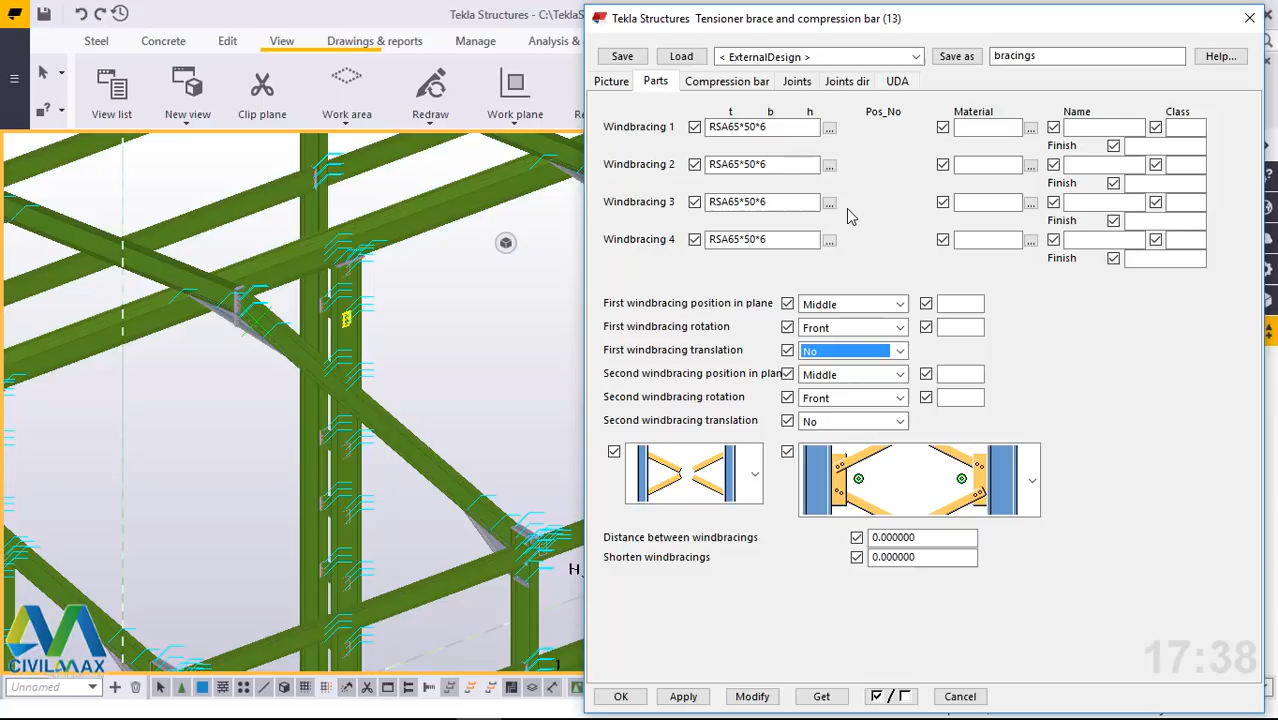 Tekla Structures - C:\TeklaS
Steel Concrete Edit View Drawings & reports Manage Analysis &
View list New view Clip plane Work area Redraw Work plane
H
CIVILMAX
Unnamed
Tekla Structures Tensioner brace and compression bar (13)
Save Load < ExternalDesign > Save as bracings Help...
Picture Parts Compression bar Joints Joints dir UDA
t b h Pos_No Material Name Class
Windbracing 1 RSA65*50*6 ...
Finish
Windbracing 2 RSA65*50*6 ...
Finish
Windbracing 3 RSA65*50*6 ...
Finish
Windbracing 4 RSA65*50*6 ...
Finish
First windbracing position in plane Middle
First windbracing rotation Front
First windbracing translation No
Second windbracing position in plan Middle
Second windbracing rotation Front
Second windbracing translation No
Distance between windbracings 0.000000
Shorten windbracings 0.000000
17:38
OK Apply Modify Get / Cancel